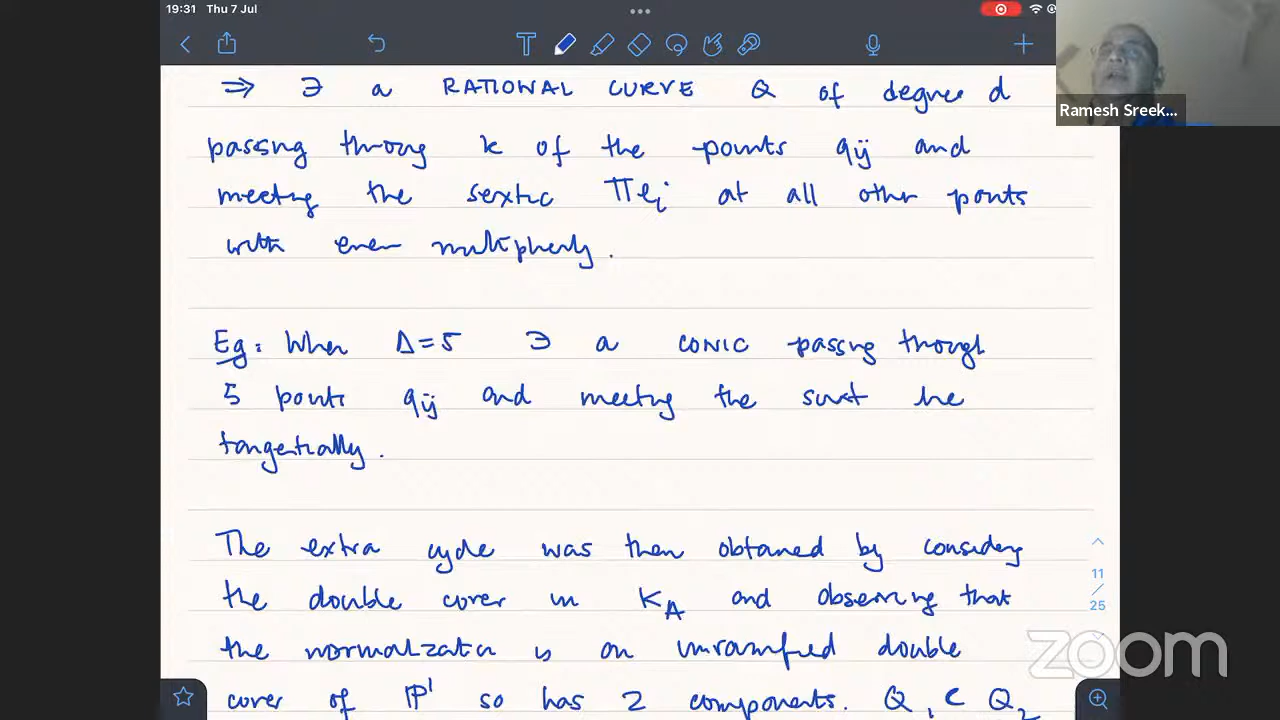 19:31 Thu 7 Jul
Ramesh Sreek...
⇒ ∃ a RATIONAL CURVE Q of degree d
passing throug k of the points qij and
meeting the sextic Πℓi at all other points
with even multiplicity.
Eg: When Δ=5 ∃ a CONIC passing through
5 points qij and meeting the sixth line
tangentially.
The extra cycle was then obtained by considering
the double cover in K_A and observing that
the normalization is an unramified double
cover of ℙ¹ so has 2 components. Q₁ & Q₂
11
/
25
zoom